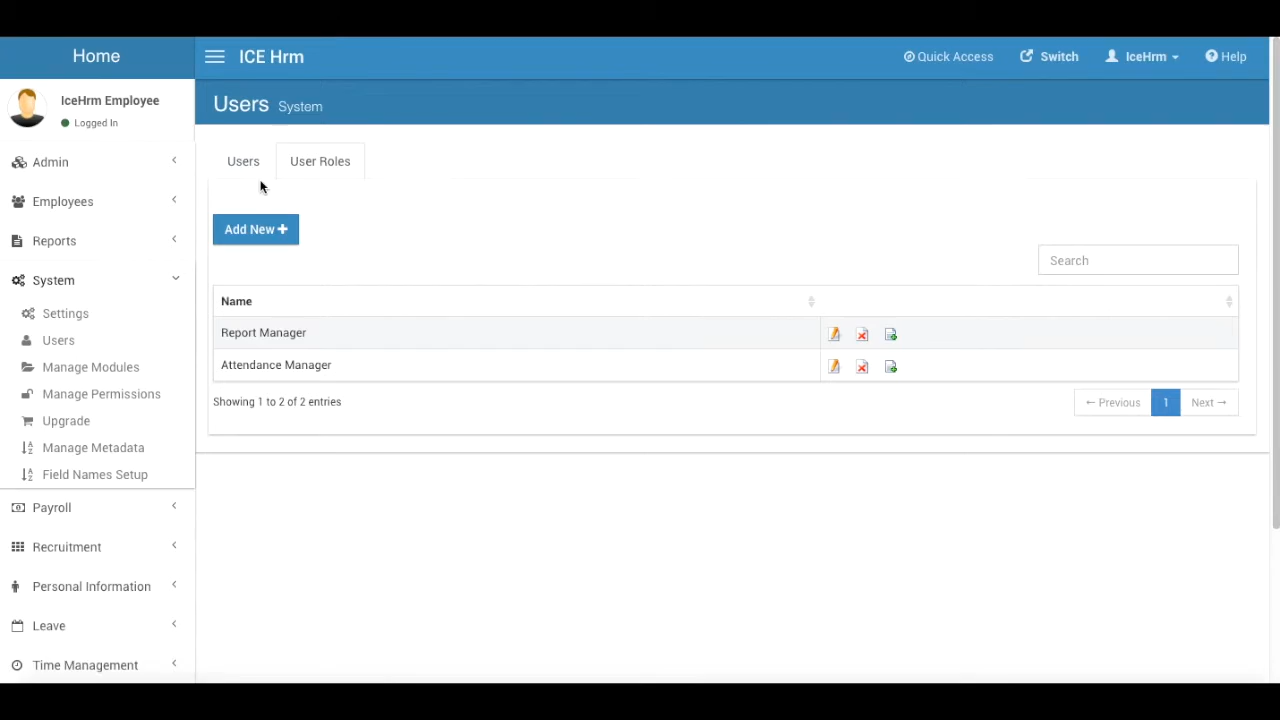 Home
ICE Hrm
Quick Access
Switch
IceHrm
Help
IceHrm Employee
Logged In
Users System
Users
User Roles
Admin
Employees
Reports
System
Settings
Users
Manage Modules
Manage Permissions
Upgrade
Manage Metadata
Field Names Setup
Payroll
Recruitment
Personal Information
Leave
Time Management
Add New
Search
Name
Report Manager
Attendance Manager
Showing 1 to 2 of 2 entries
← Previous 1 Next →